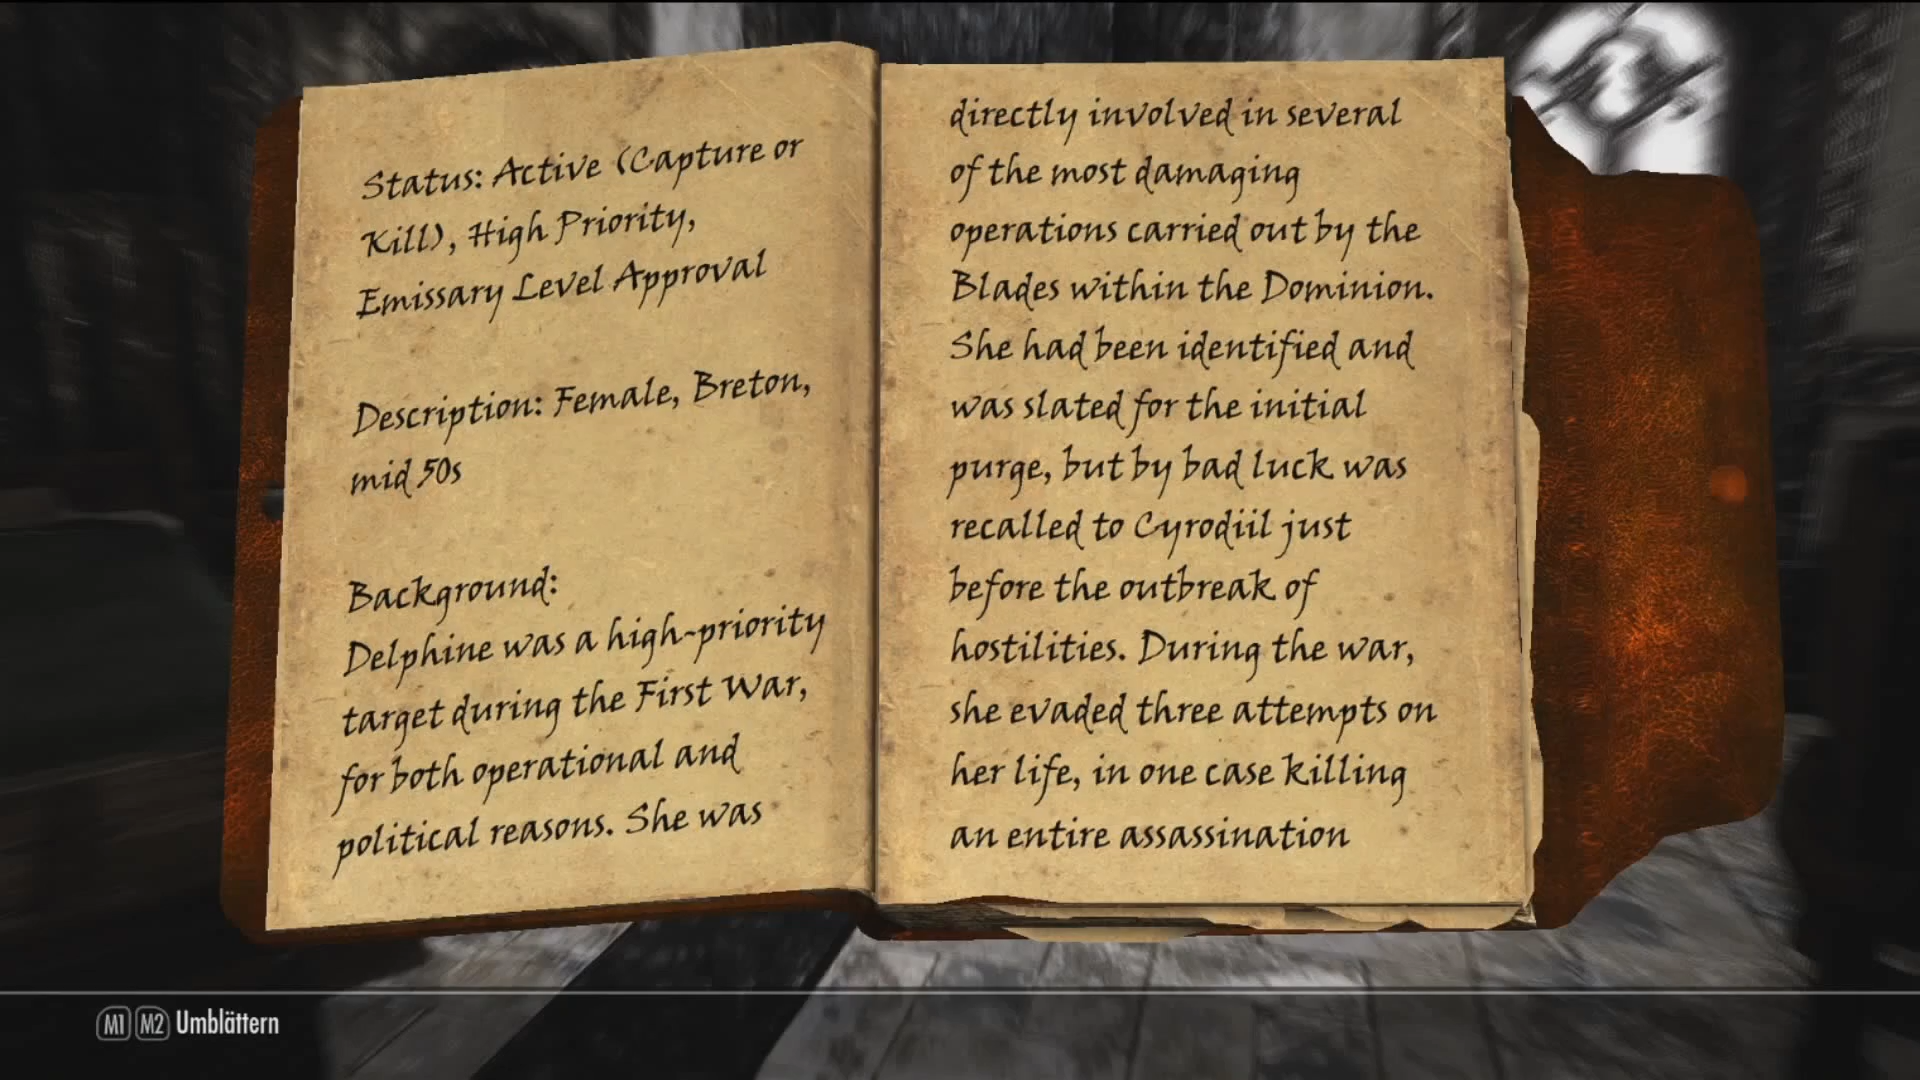 Status: Active (Capture or
Kill), High Priority,
Emissary Level Approval
Description: Female, Breton,
mid 50s
Background:
Delphine was a high-priority
target during the First War,
for both operational and
political reasons. She was
directly involved in several
of the most damaging
operations carried out by the
Blades within the Dominion.
She had been identified and
was slated for the initial
purge, but by bad luck was
recalled to Cyrodiil just
before the outbreak of
hostilities. During the war,
she evaded three attempts on
her life, in one case killing
an entire assassination
M1 M2 Umblättern